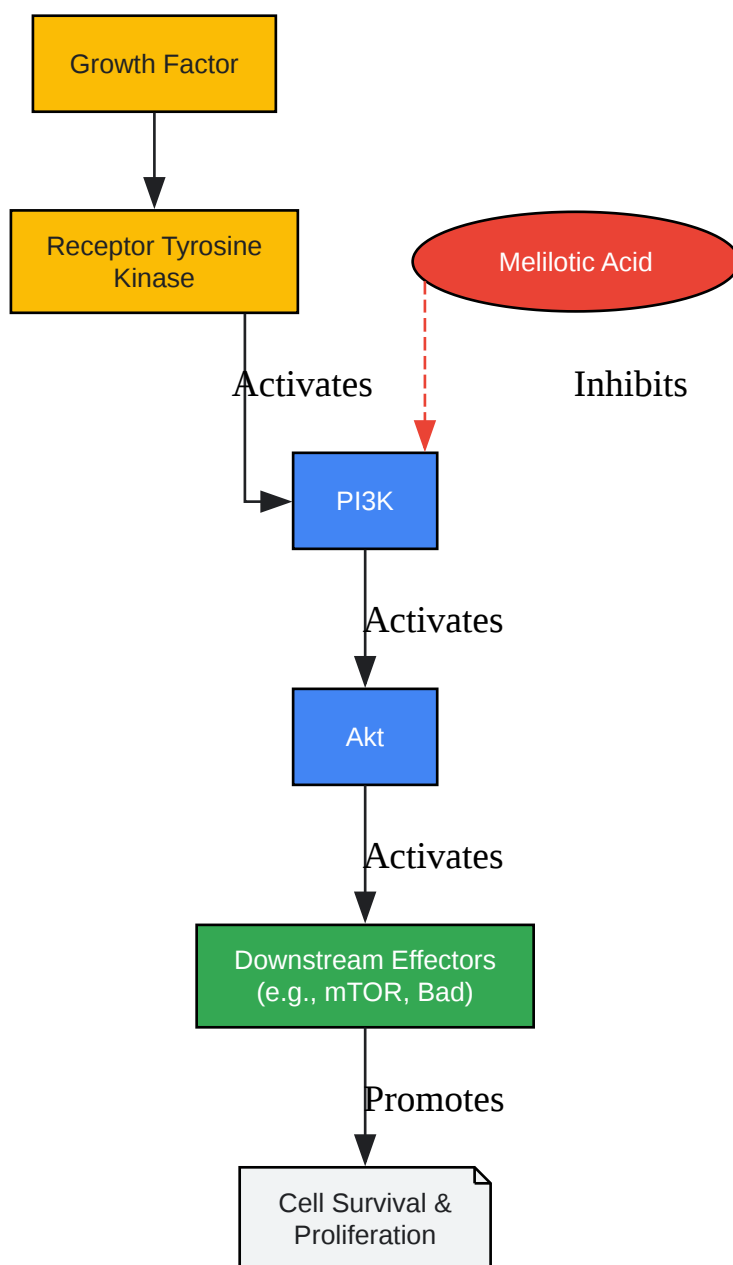 Growth Factor
Receptor Tyrosine
Kinase
Melilotic Acid
Activates
Inhibits
PI3K
Activates
Akt
Activates
Downstream Effectors
(e.g., mTOR, Bad)
Promotes
Cell Survival &
Proliferation